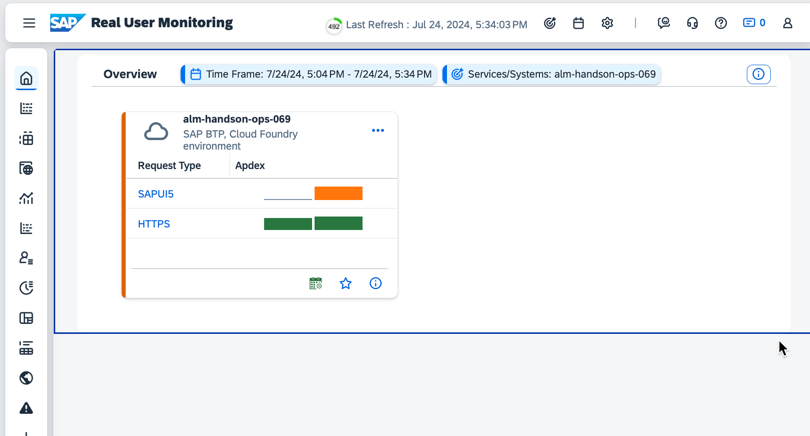 SAP Real User Monitoring
492 Last Refresh : Jul 24, 2024, 5:34:03 PM
0
Overview
Time Frame: 7/24/24, 5:04 PM - 7/24/24, 5:34 PM
Services/Systems: alm-handson-ops-069
alm-handson-ops-069
SAP BTP, Cloud Foundry
environment
Request Type Apdex
SAPUI5
HTTPS